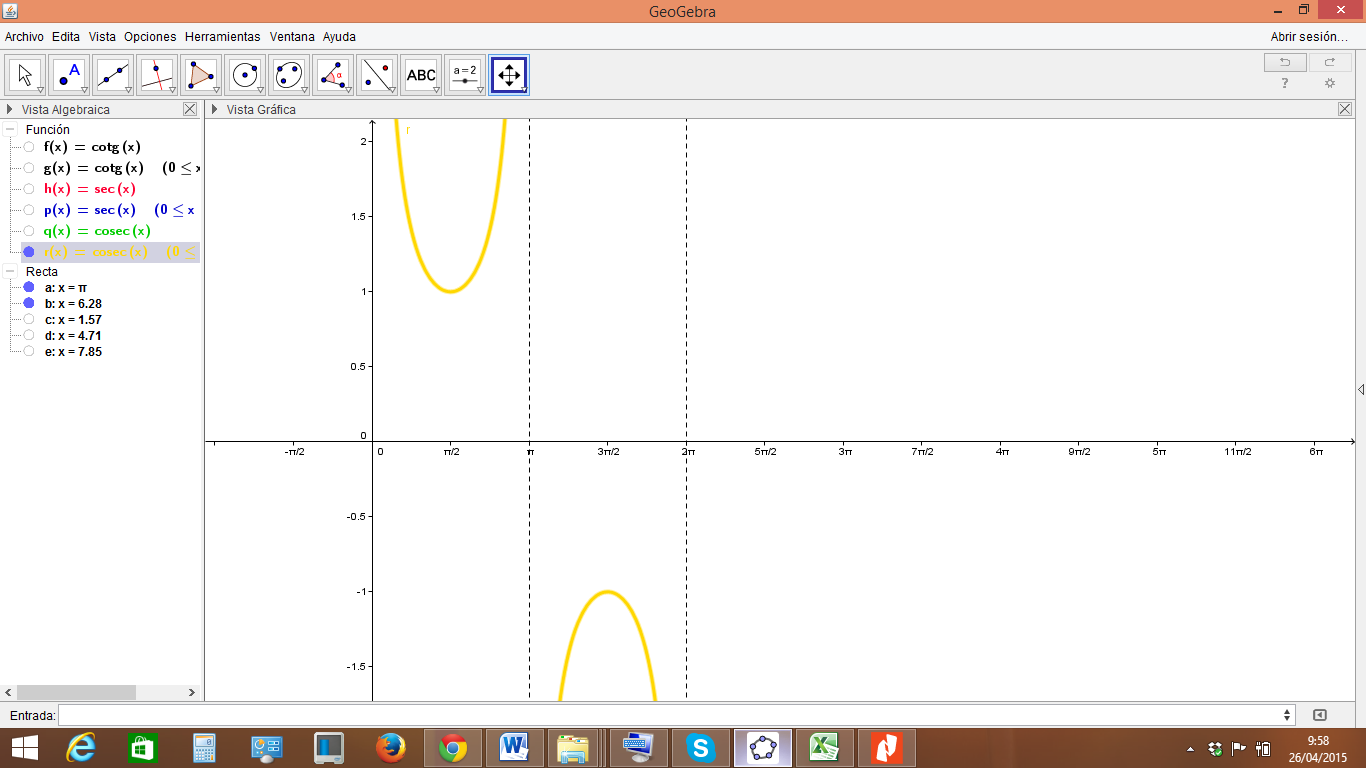 GeoGebra
Archivo Edita Vista Opciones Herramientas Ventana Ayuda Abrir sesión...
A ABC a=2 α
?
Vista Algebraica Vista Gráfica
Función
f(x) = cotg(x)
g(x) = cotg(x) (0 ≤ x
h(x) = sec(x)
p(x) = sec(x) (0 ≤ x
q(x) = cosec(x)
r(x) = cosec(x) (0 ≤
Recta
a: x = π
b: x = 6.28
c: x = 1.57
d: x = 4.71
e: x = 7.85
r
2
1.5
1
0.5
0
-π/2 0 π/2 π 3π/2 2π 5π/2 3π 7π/2 4π 9π/2 5π 11π/2 6π
-0.5
-1
-1.5
Entrada:
9:58
26/04/2015